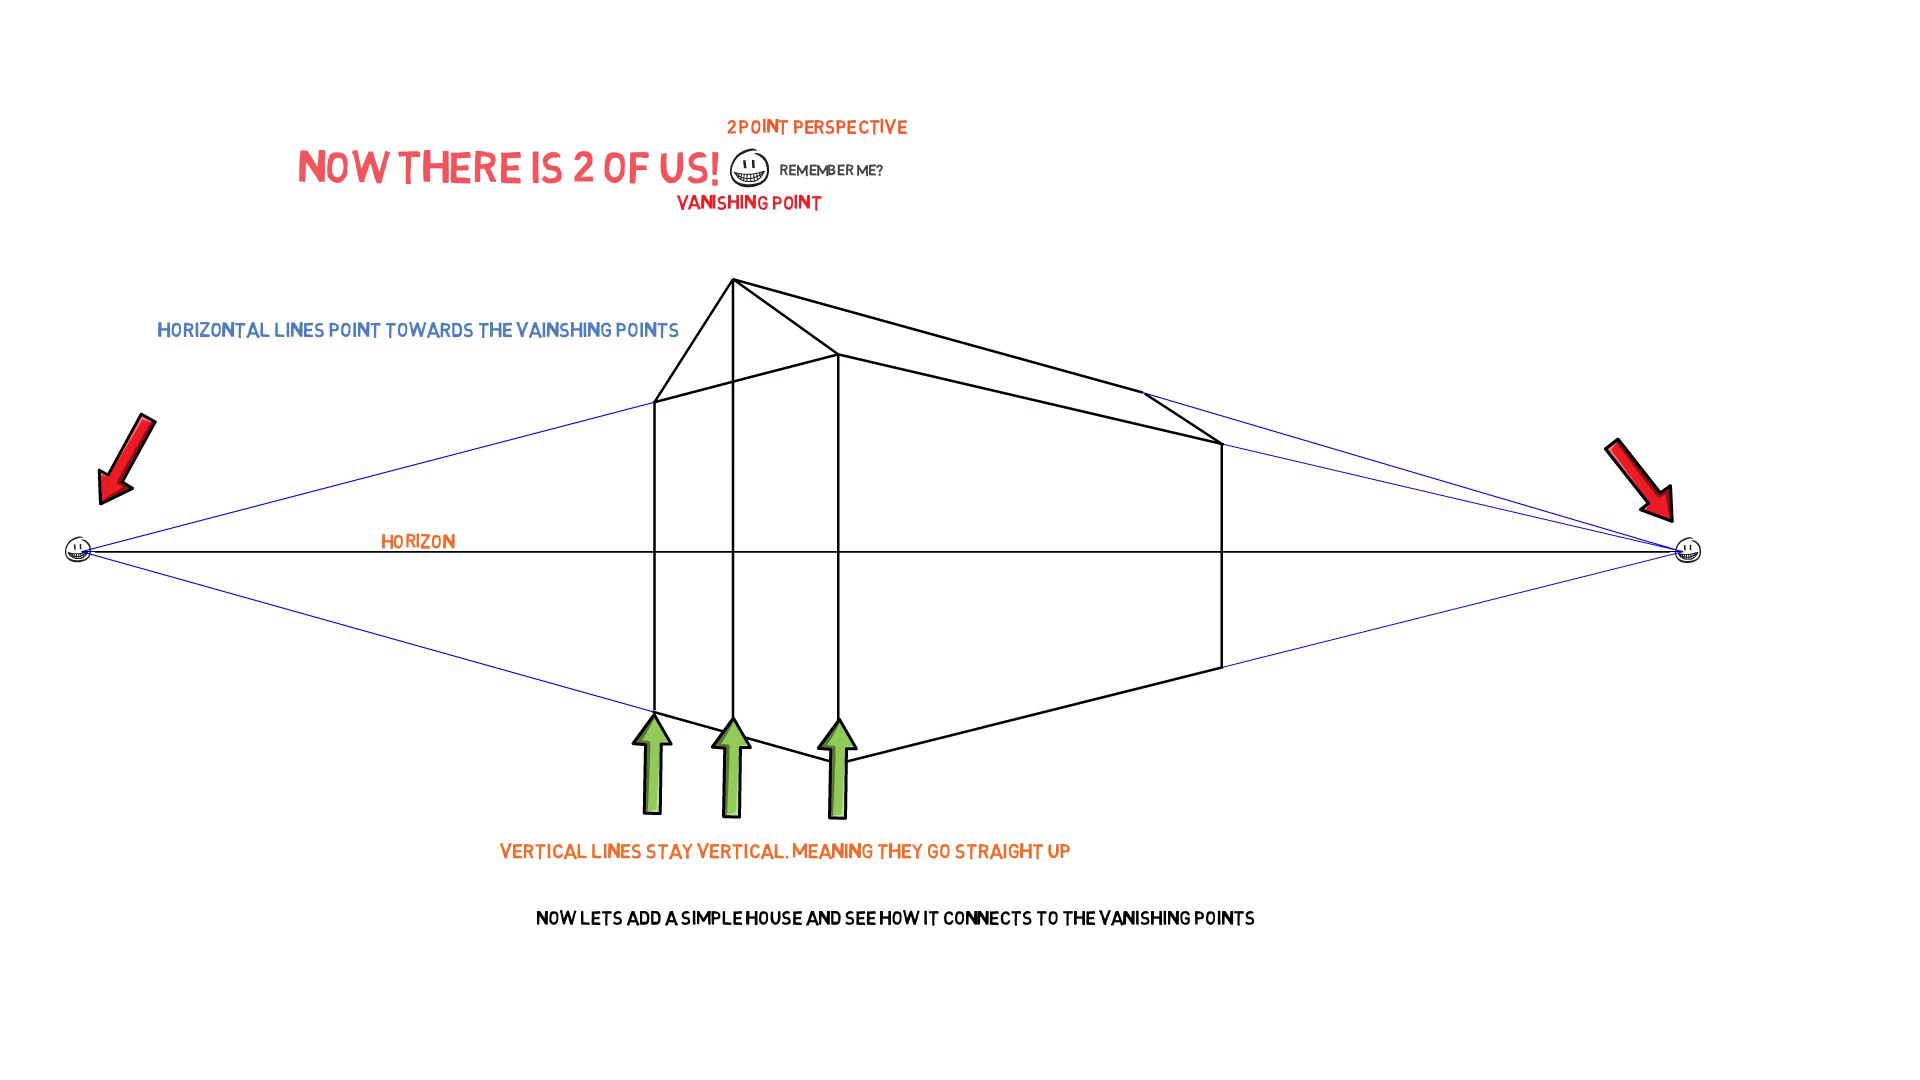 2 POINT PERSPECTIVE
NOW THERE IS 2 OF US!
REMEMBER ME?
VANISHING POINT
HORIZONTAL LINES POINT TOWARDS THE VAINSHING POINTS
HORIZON
VERTICAL LINES STAY VERTICAL. MEANING THEY GO STRAIGHT UP
NOW LETS ADD A SIMPLE HOUSE AND SEE HOW IT CONNECTS TO THE VANISHING POINTS